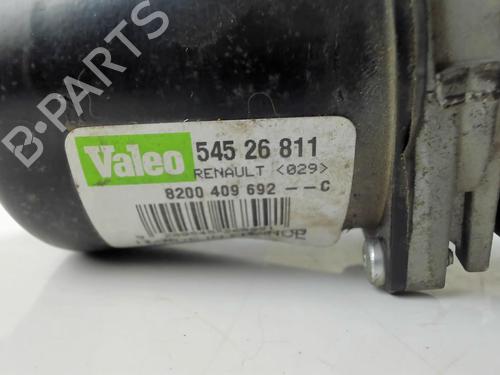 B-PARTS
Valeo 545 26 811
RENAULT <029>
8200 409 692 --C